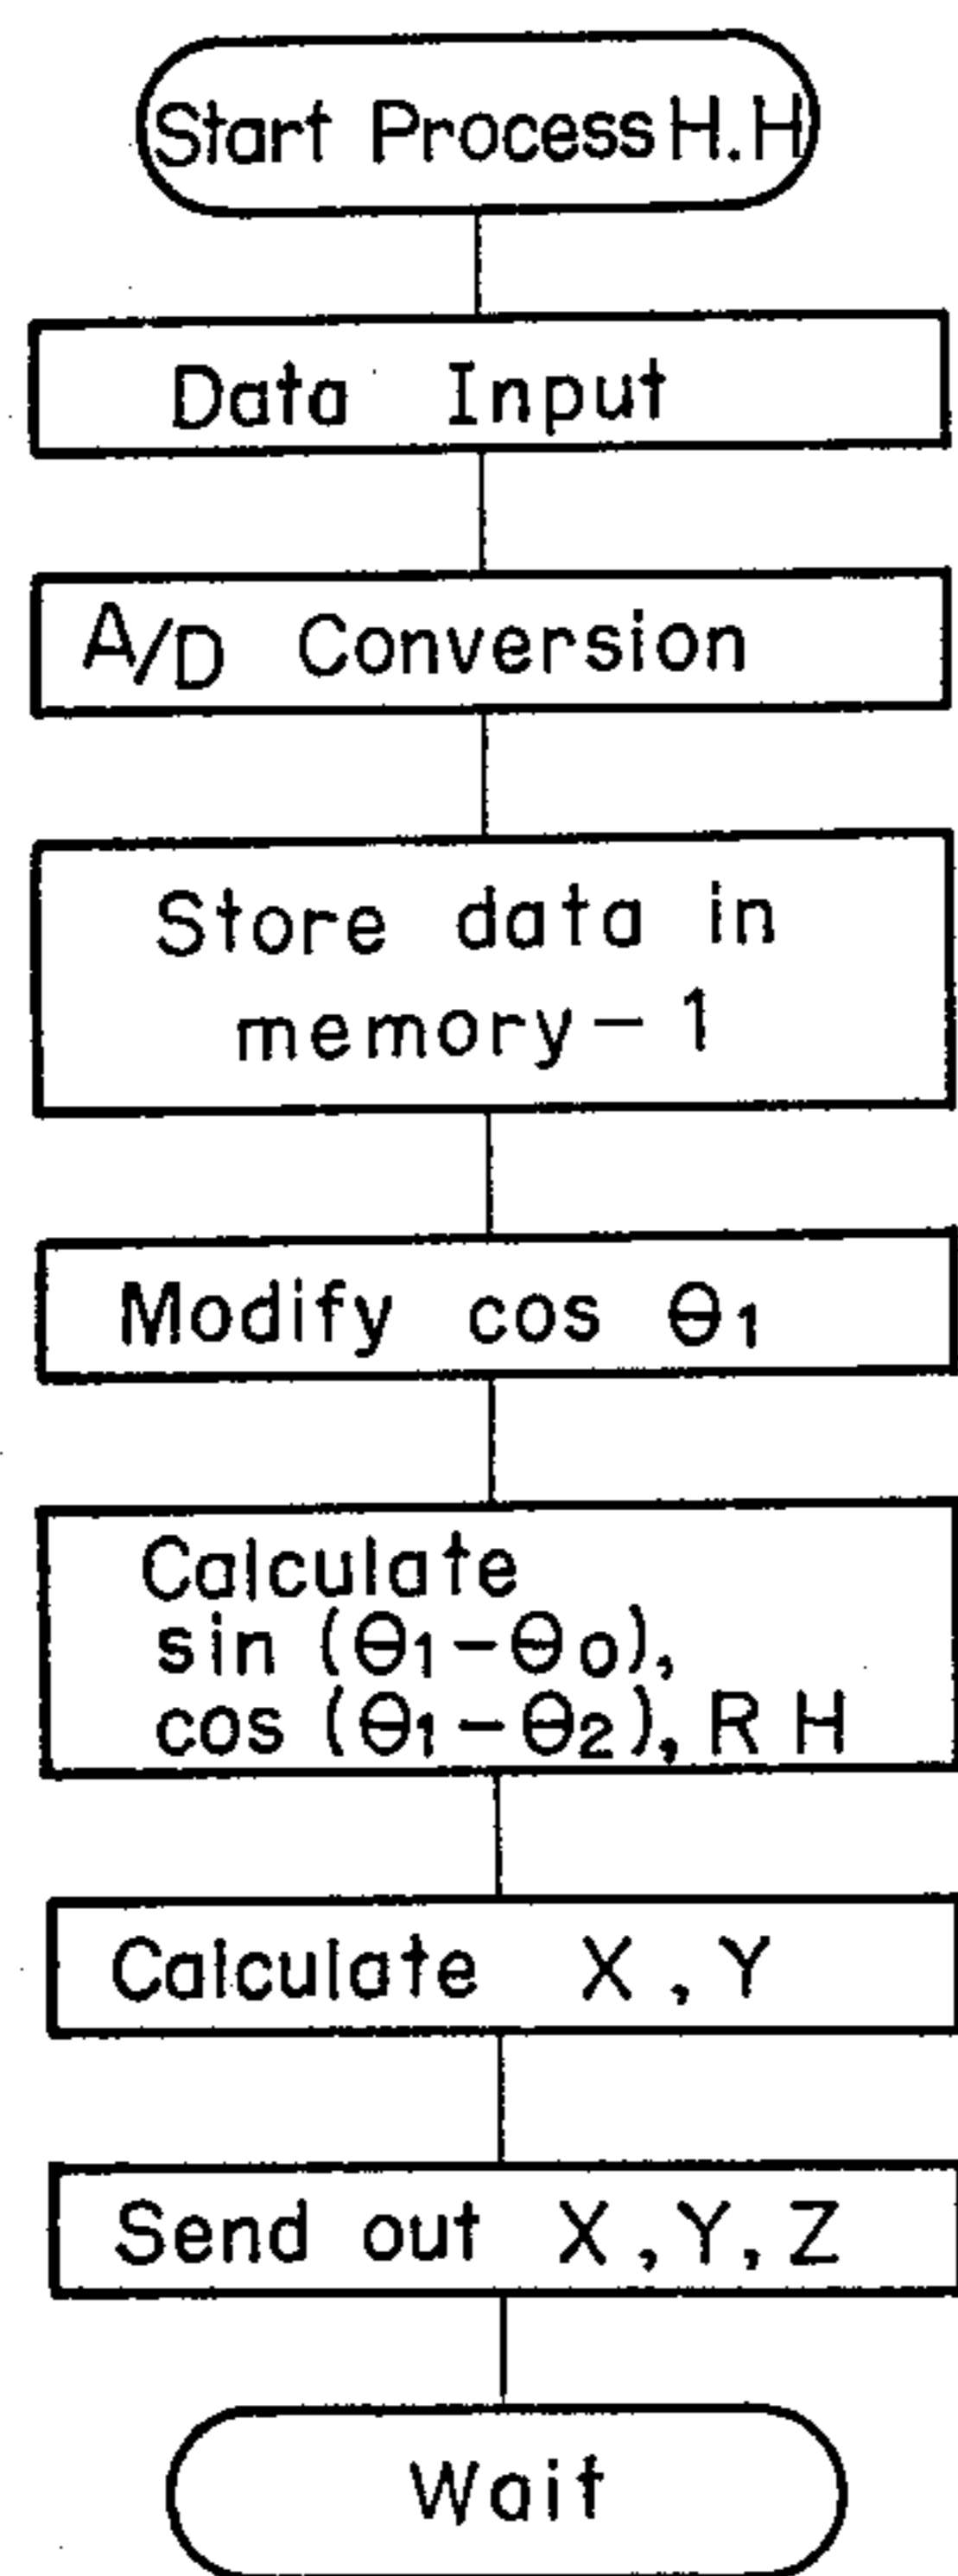 Start Process H.H
Data Input
A/D Conversion
Store data in
memory-1
Modify cos θ1
Calculate
sin (θ1-θ0),
cos (θ1-θ2), R H
Calculate X, Y
Send out X, Y, Z
Wait